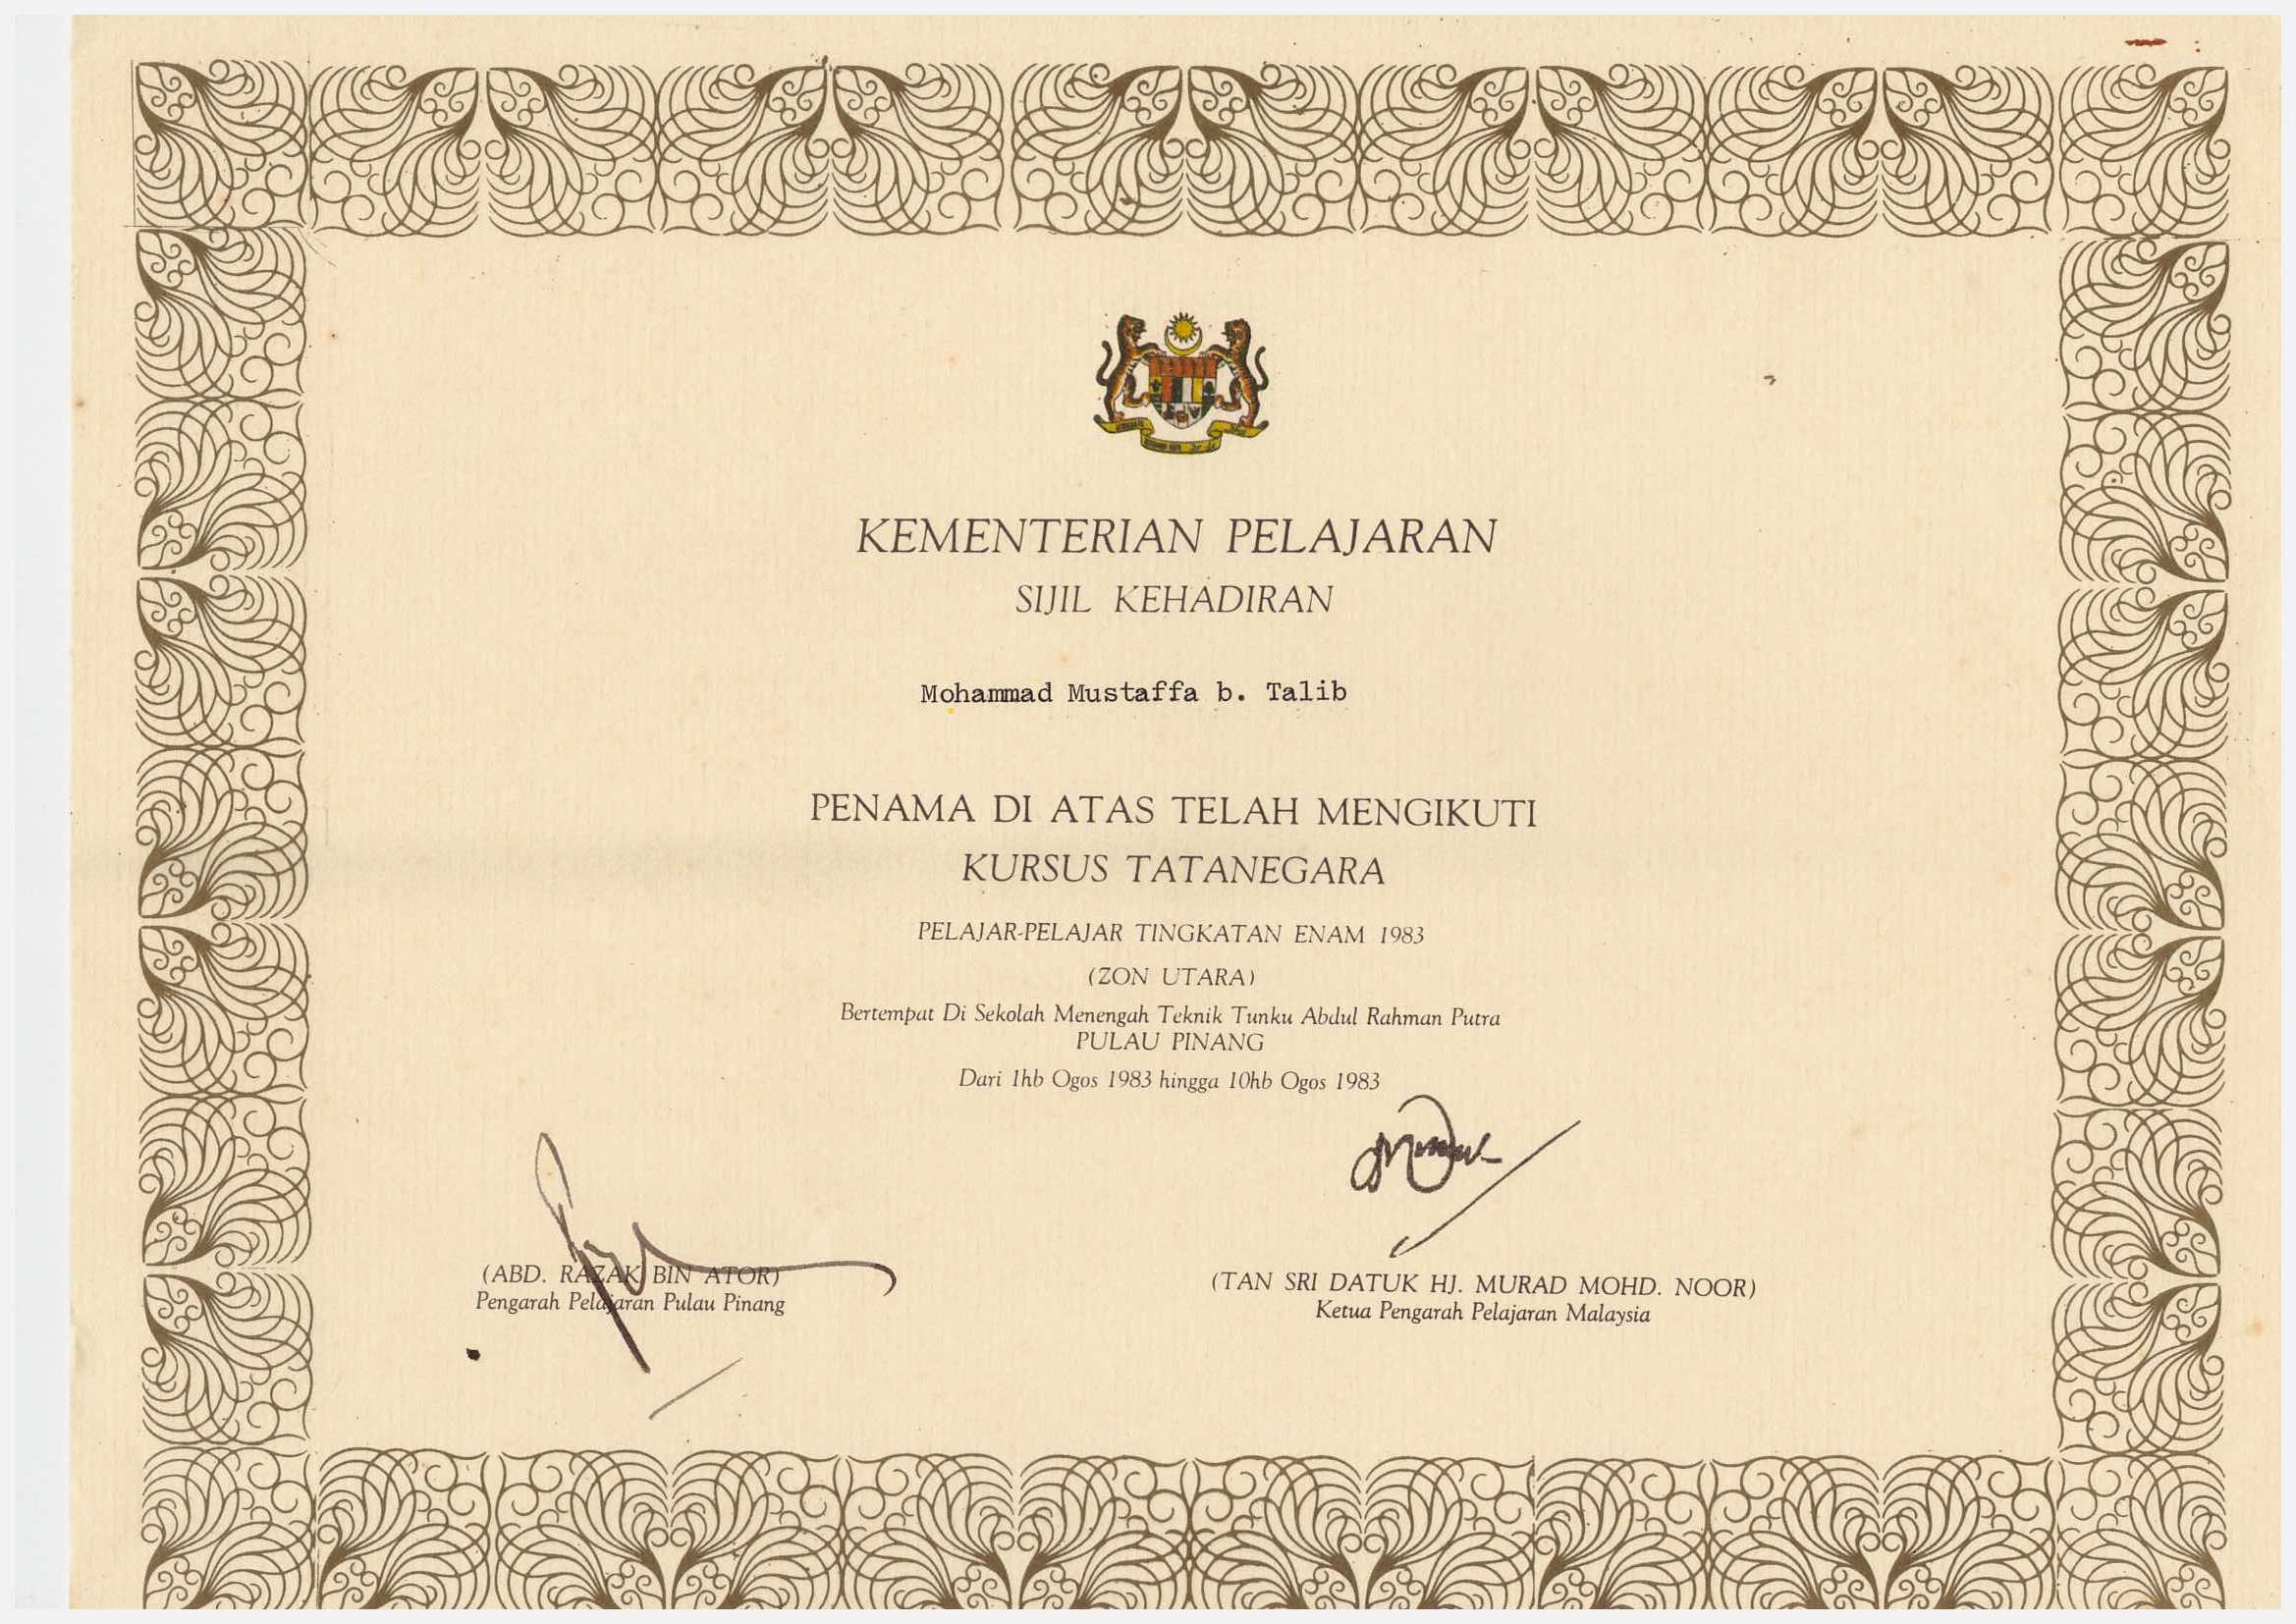 KEMENTERIAN PELAJARAN
SIJIL KEHADIRAN
Mohammad Mustaffa b. Talib
PENAMA DI ATAS TELAH MENGIKUTI
KURSUS TATANEGARA
PELAJAR-PELAJAR TINGKATAN ENAM 1983
(ZON UTARA)
Bertempat Di Sekolah Menengah Teknik Tunku Abdul Rahman Putra
PULAU PINANG
Dari 1hb Ogos 1983 hingga 10hb Ogos 1983
(ABD. RAZAK BIN ATOR)
Pengarah Pelajaran Pulau Pinang
(TAN SRI DATUK HJ. MURAD MOHD. NOOR)
Ketua Pengarah Pelajaran Malaysia